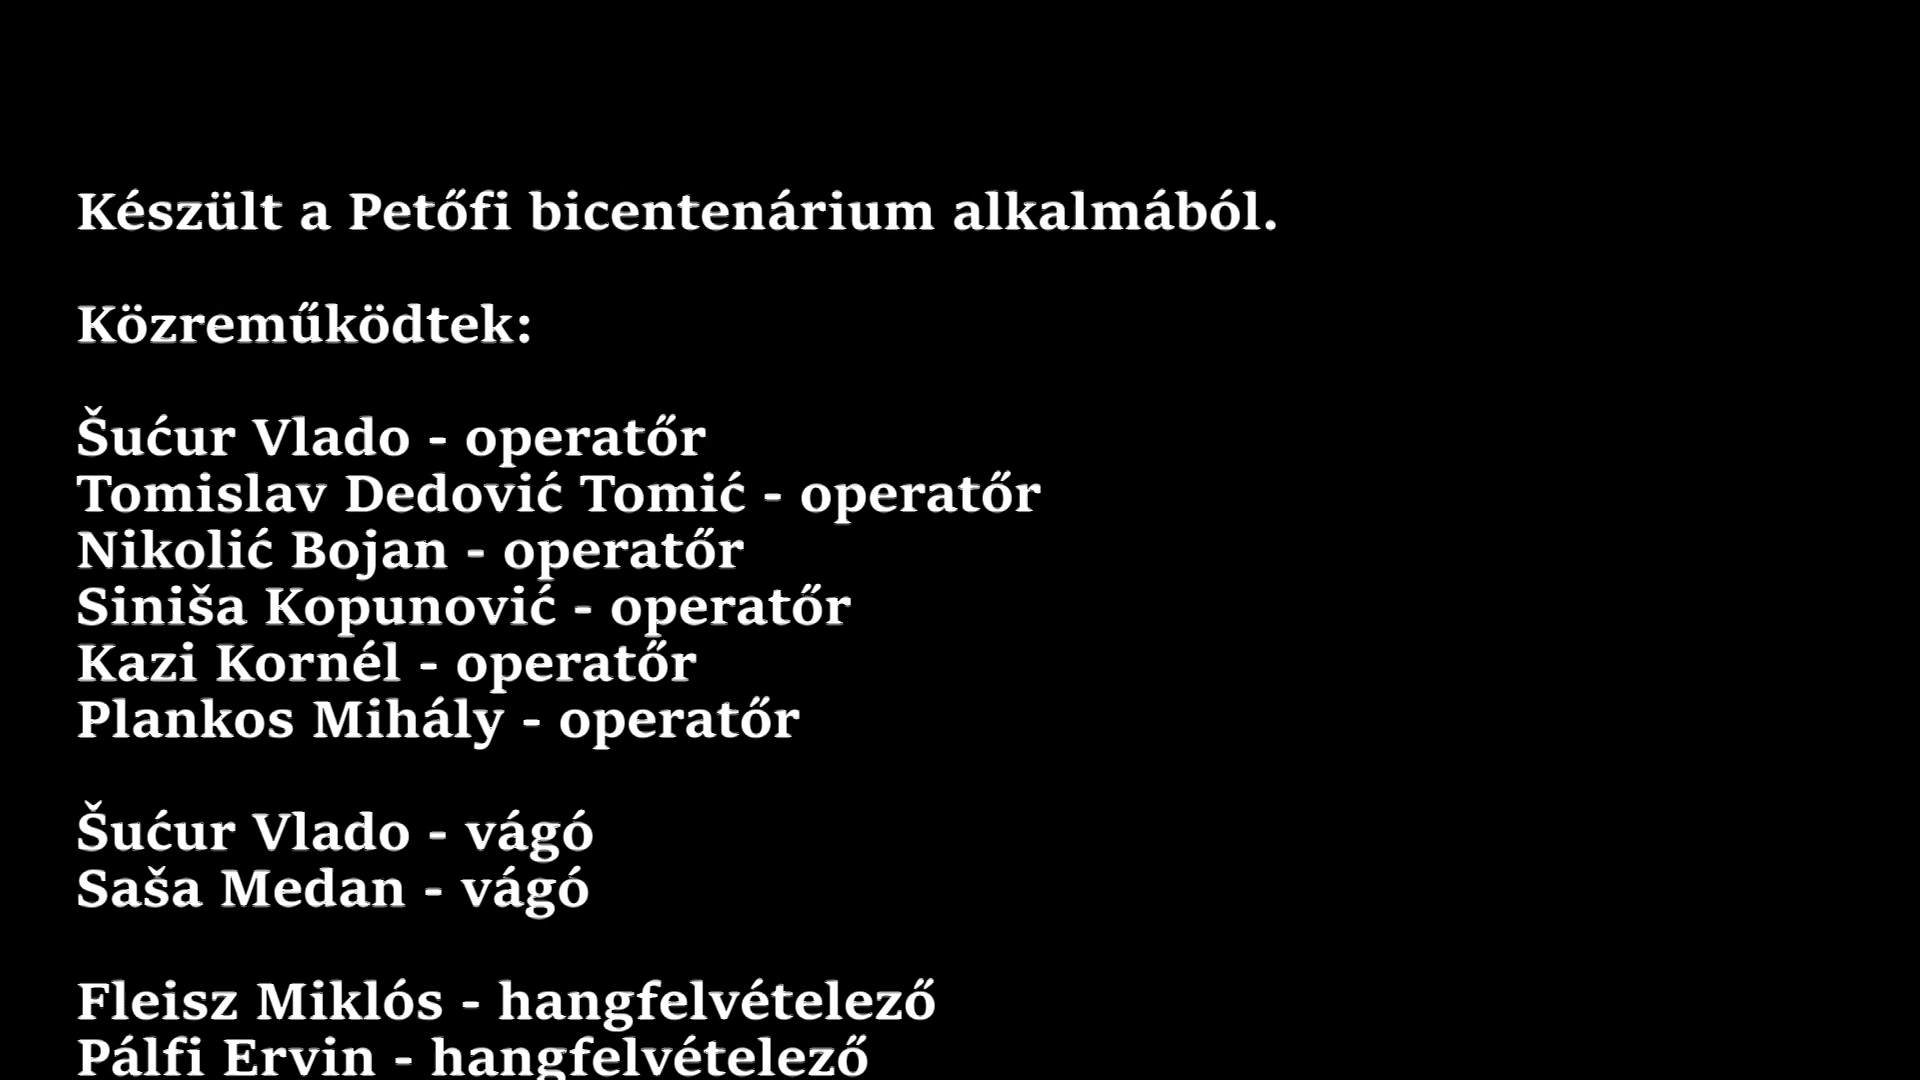 Készült a Petőfi bicentenárium alkalmából.
Közreműködtek:
Šućur Vlado - operatőr
Tomislav Dedović Tomić - operatőr
Nikolić Bojan - operatőr
Siniša Kopunović - operatőr
Kazi Kornél - operatőr
Plankos Mihály - operatőr
Šućur Vlado - vágó
Saša Medan - vágó
Fleisz Miklós - hangfelvételező
Pálfi Ervin - hangfelvételező